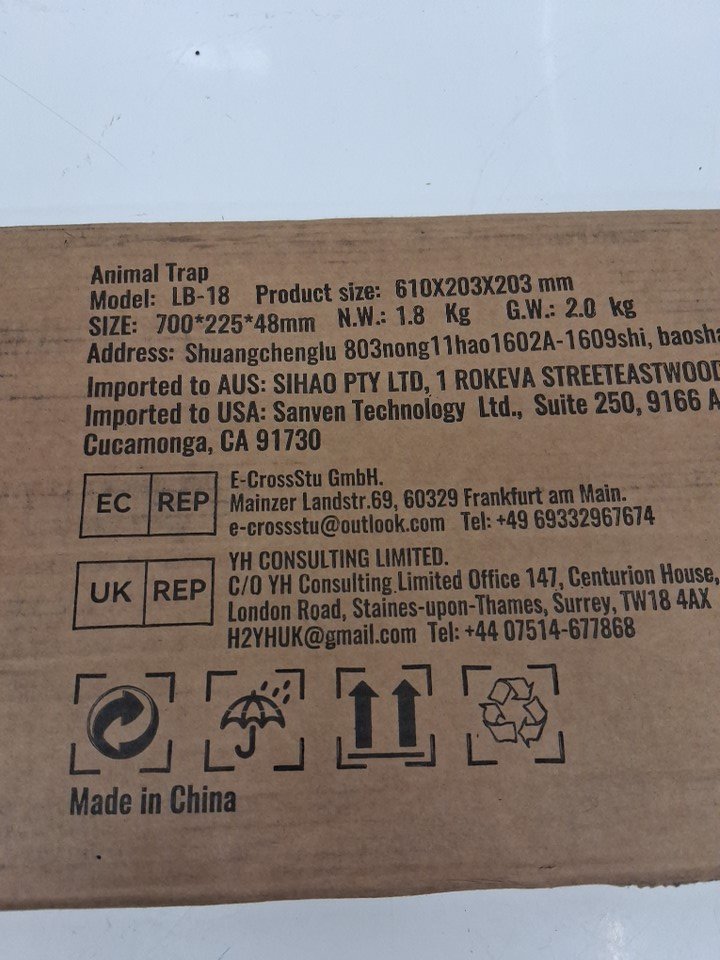 Animal Trap
Model: LB-18 Product size: 610X203X203 mm
SIZE: 700*225*48mm N.W.: 1.8 Kg G.W.: 2.0 kg
Address: Shuangchenglu 803nong11hao1602A-1609shi, baosha
Imported to AUS: SIHAO PTY LTD, 1 ROKEVA STREETEASTWOOD
Imported to USA: Sanven Technology Ltd., Suite 250, 9166 A
Cucamonga, CA 91730
EC REP
E-CrossStu GmbH.
Mainzer Landstr.69, 60329 Frankfurt am Main.
e-crossstu@outlook.com Tel: +49 69332967674
UK REP
YH CONSULTING LIMITED.
C/O YH Consulting Limited Office 147, Centurion House,
London Road, Staines-upon-Thames, Surrey, TW18 4AX
H2YHUK@gmail.com Tel: +44 07514-677868
Made in China